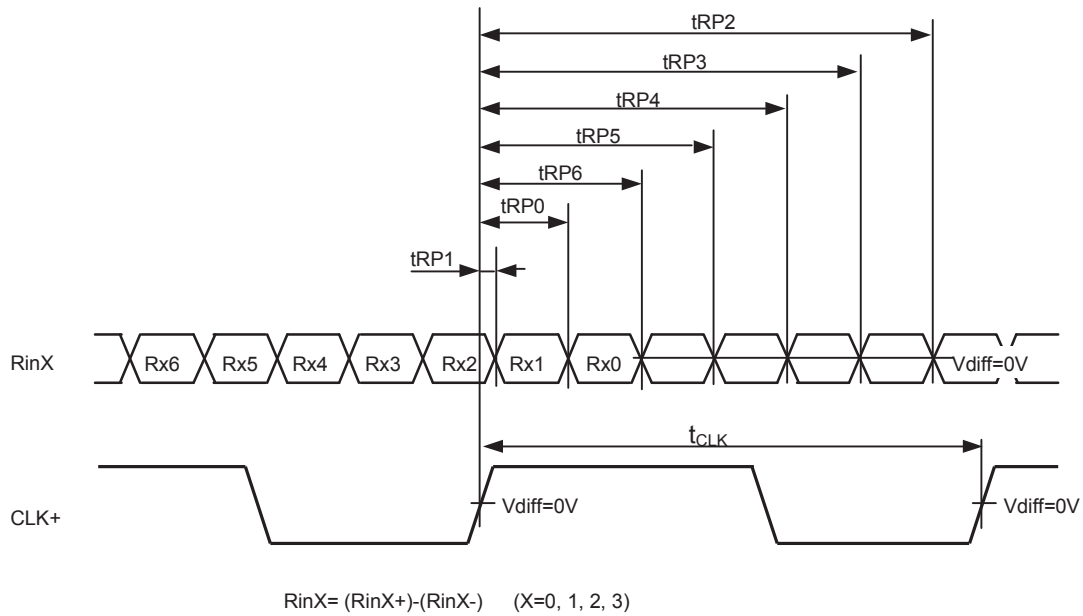 tRP2
tRP3
tRP4
tRP5
tRP6
tRP0
tRP1
RinX Rx6 Rx5 Rx4 Rx3 Rx2 Rx1 Rx0 Vdiff=0V
tCLK
CLK+ Vdiff=0V Vdiff=0V
RinX= (RinX+)-(RinX-) (X=0, 1, 2, 3)